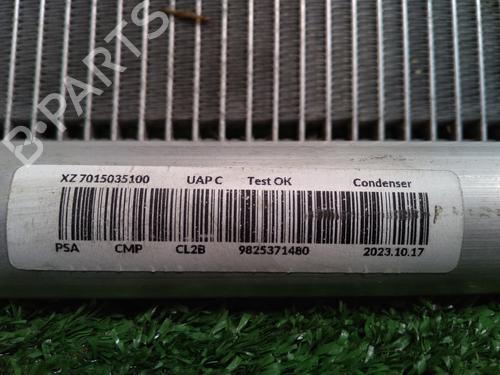 XZ 7015035100 UAP C Test OK Condenser
PSA CMP CL2B 9825371480 2023.10.17
B-PARTS